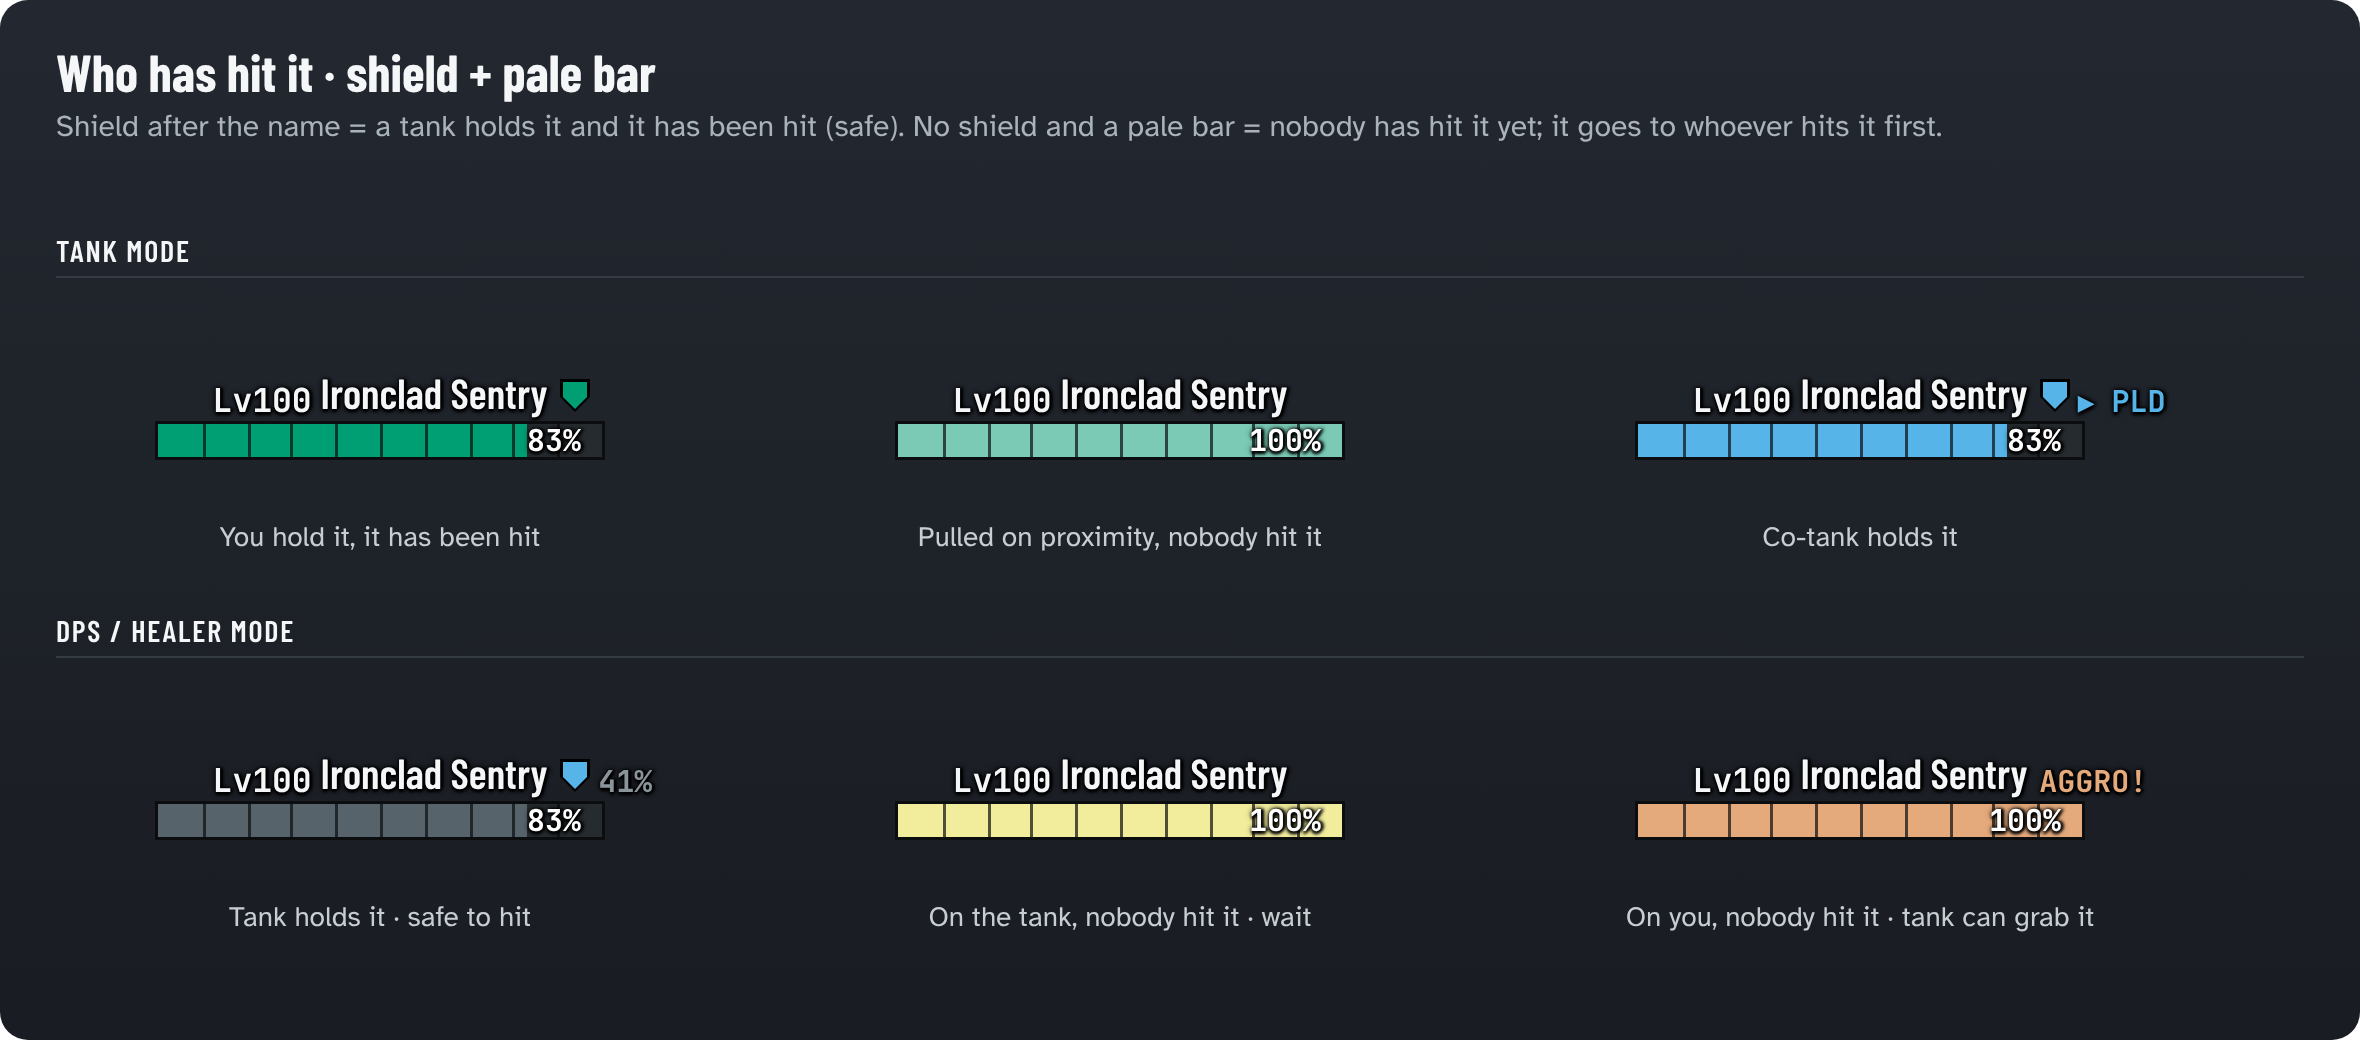 Who has hit it · shield + pale bar
Shield after the name = a tank holds it and it has been hit (safe). No shield and a pale bar = nobody has hit it yet; it goes to whoever hits it first.
TANK MODE
Lv100 Ironclad Sentry
83%
You hold it, it has been hit
Lv100 Ironclad Sentry
100%
Pulled on proximity, nobody hit it
Lv100 Ironclad Sentry ▶ PLD
83%
Co-tank holds it
DPS / HEALER MODE
Lv100 Ironclad Sentry 41%
83%
Tank holds it · safe to hit
Lv100 Ironclad Sentry
100%
On the tank, nobody hit it · wait
Lv100 Ironclad Sentry AGGRO!
100%
On you, nobody hit it · tank can grab it